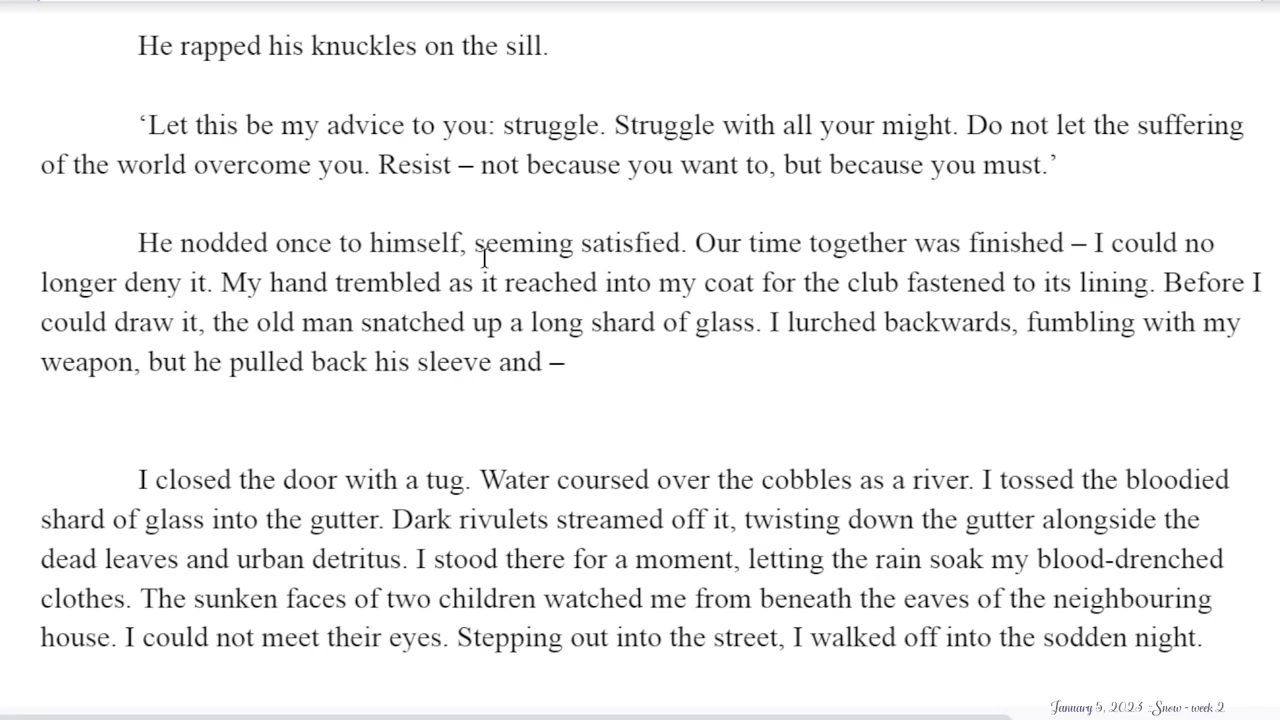 He rapped his knuckles on the sill.
‘Let this be my advice to you: struggle. Struggle with all your might. Do not let the suffering
of the world overcome you. Resist – not because you want to, but because you must.’
He nodded once to himself, seeming satisfied. Our time together was finished – I could no
longer deny it. My hand trembled as it reached into my coat for the club fastened to its lining. Before I
could draw it, the old man snatched up a long shard of glass. I lurched backwards, fumbling with my
weapon, but he pulled back his sleeve and –
I closed the door with a tug. Water coursed over the cobbles as a river. I tossed the bloodied
shard of glass into the gutter. Dark rivulets streamed off it, twisting down the gutter alongside the
dead leaves and urban detritus. I stood there for a moment, letting the rain soak my blood-drenched
clothes. The sunken faces of two children watched me from beneath the eaves of the neighbouring
house. I could not meet their eyes. Stepping out into the street, I walked off into the sodden night.
January 5, 2023 :Snow - week 2